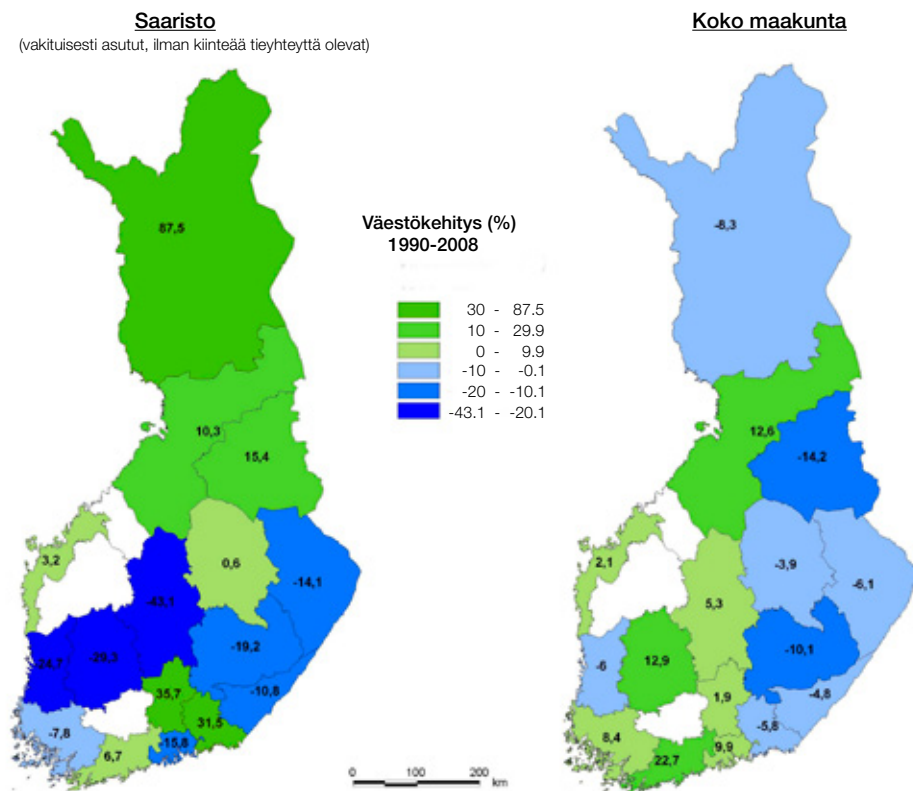 Saaristo
(vakituisesti asutut, ilman kiinteää tieyhteyttä olevat)
87,5
10,3
15,4
3,2
0,6
-14,1
-43,1
-24,7
-29,3
-19,2
-10,8
35,7
31,5
-7,8
6,7
-15,8
Väestökehitys (%)
1990-2008
30 - 87.5
10 - 29.9
0 - 9.9
-10 - -0.1
-20 - -10.1
-43.1 - -20.1
0 100 200
km
Koko maakunta
-8,3
12,6
-14,2
2,1
-3,9
-6,1
5,3
-6
12,9
-10,1
1,9
-4,8
-5,8
8,4
22,7
9,9